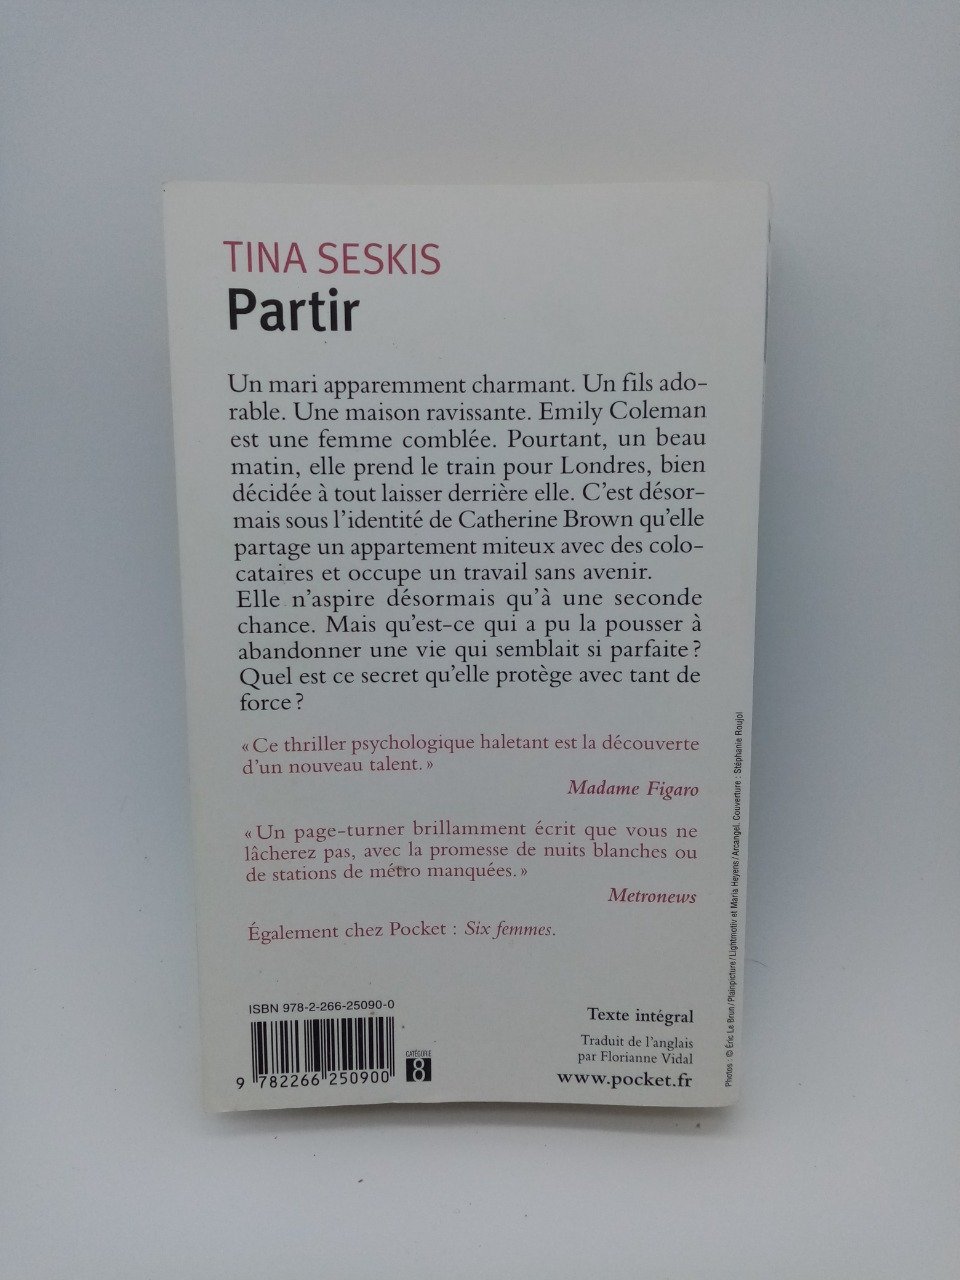 TINA SESKIS
Partir
Un mari apparemment charmant. Un fils ado-
rable. Une maison ravissante. Emily Coleman
est une femme comblée. Pourtant, un beau
matin, elle prend le train pour Londres, bien
décidée à tout laisser derrière elle. C'est désor-
mais sous l'identité de Catherine Brown qu'elle
partage un appartement miteux avec des colo-
cataires et occupe un travail sans avenir.
Elle n'aspire désormais qu'à une seconde
chance. Mais qu'est-ce qui a pu la pousser à
abandonner une vie qui semblait si parfaite ?
Quel est ce secret qu'elle protège avec tant de
force ?
« Ce thriller psychologique haletant est la découverte
d'un nouveau talent. »
Madame Figaro
« Un page-turner brillamment écrit que vous ne
lâcherez pas, avec la promesse de nuits blanches ou
de stations de métro manquées. »
Metronews
Également chez Pocket : Six femmes.
ISBN 978-2-266-25090-0
9 782266 250900
CATÉGORIE
8
Texte intégral
Traduit de l'anglais
par Florianne Vidal
www.pocket.fr
Photos : © Éric Le Brun / Plainpicture / Lightmotiv et Maria Heyens / Arcangel. Couverture : Stéphanie Roujol